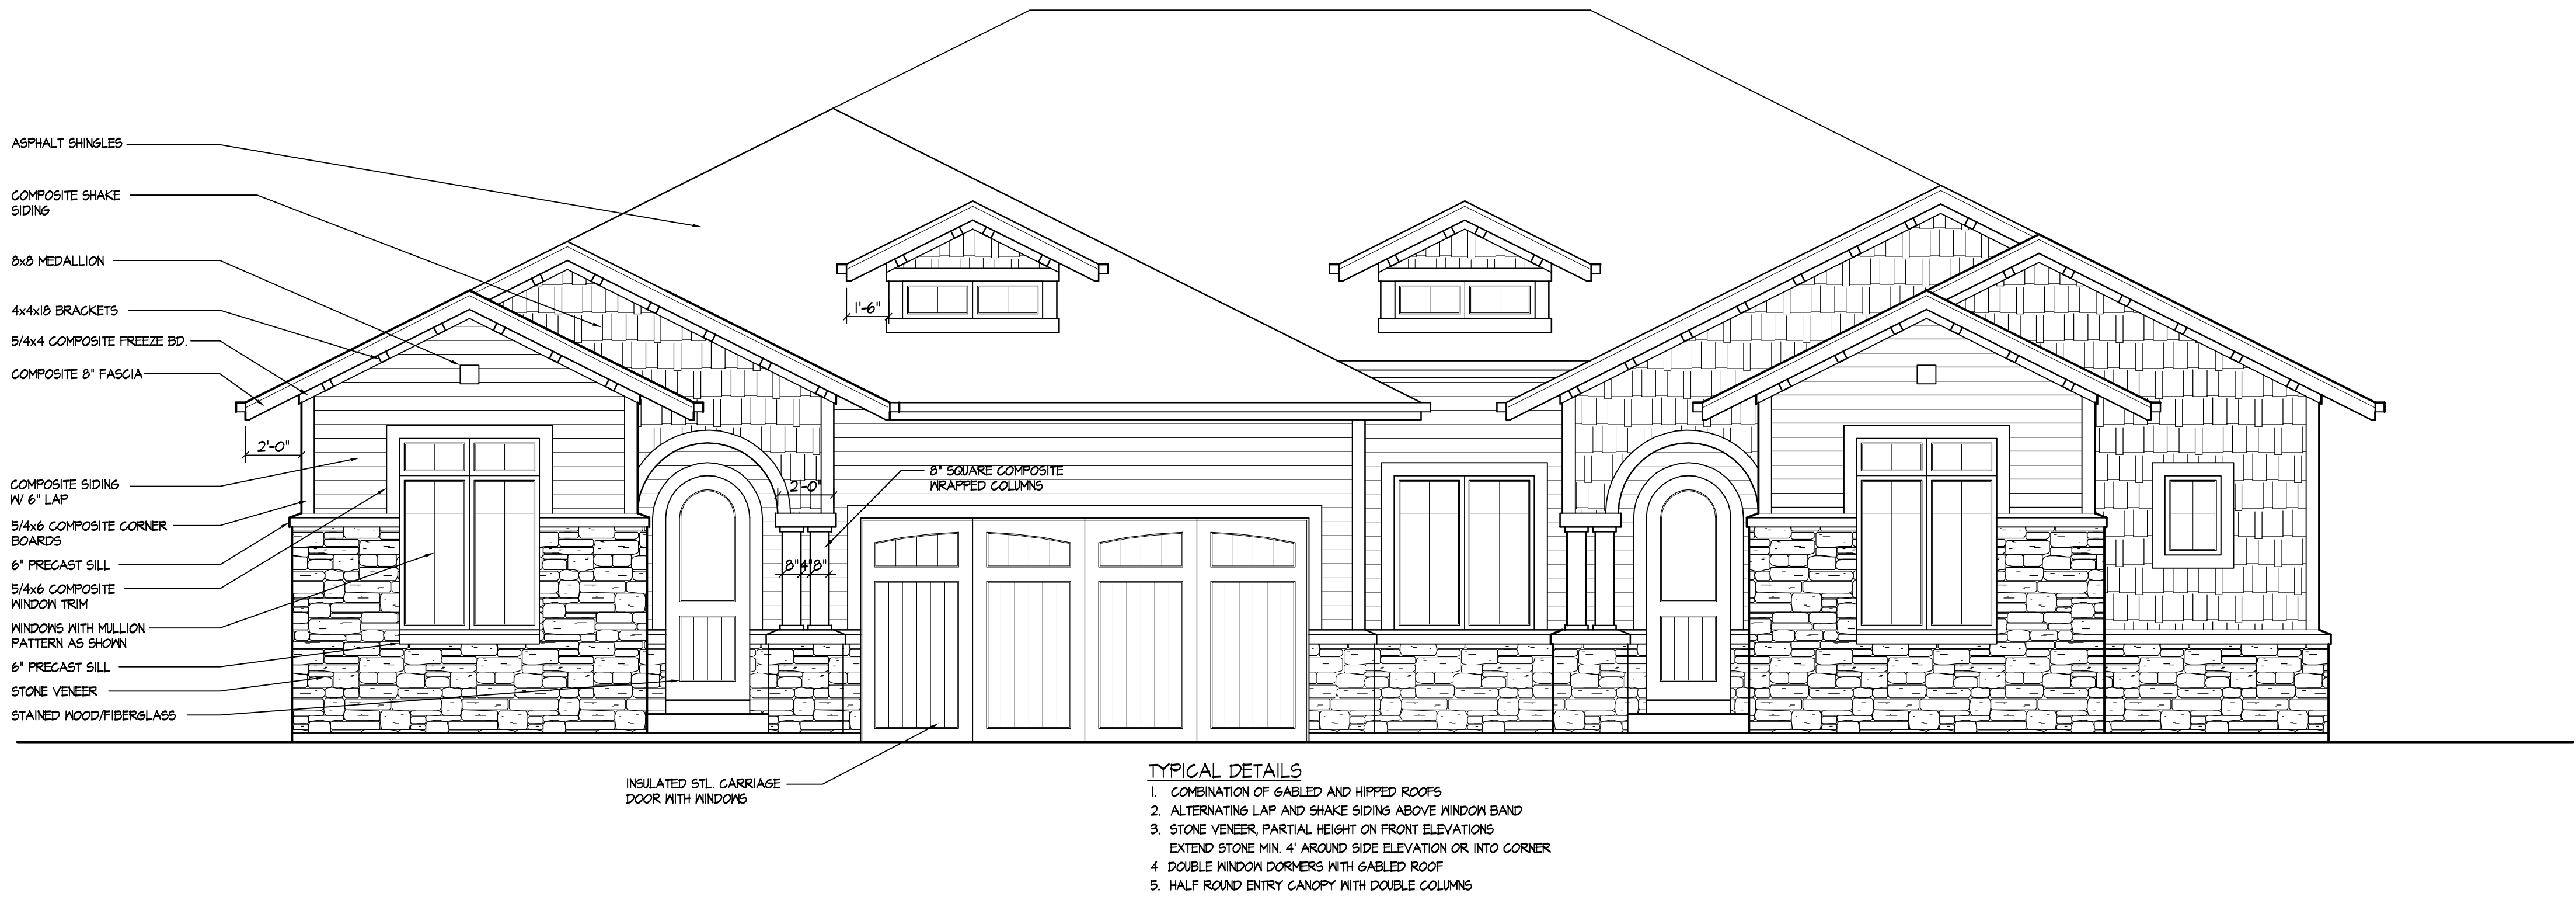 ASPHALT SHINGLES
COMPOSITE SHAKE
SIDING
8x8 MEDALLION
4x4x18 BRACKETS
5/4x4 COMPOSITE FREEZE BD.
COMPOSITE 8" FASCIA
1'-6"
2'-0"
COMPOSITE SIDING
W/ 6" LAP
5/4x6 COMPOSITE CORNER
BOARDS
6" PRECAST SILL
5/4x6 COMPOSITE
WINDOW TRIM
WINDOWS WITH MULLION
PATTERN AS SHOWN
6" PRECAST SILL
STONE VENEER
STAINED WOOD/FIBERGLASS
8" SQUARE COMPOSITE
WRAPPED COLUMNS
2'-0"
8" 4" 8"
INSULATED STL. CARRIAGE
DOOR WITH WINDOWS
TYPICAL DETAILS
1. COMBINATION OF GABLED AND HIPPED ROOFS
2. ALTERNATING LAP AND SHAKE SIDING ABOVE WINDOW BAND
3. STONE VENEER, PARTIAL HEIGHT ON FRONT ELEVATIONS
EXTEND STONE MIN. 4' AROUND SIDE ELEVATION OR INTO CORNER
4 DOUBLE WINDOW DORMERS WITH GABLED ROOF
5. HALF ROUND ENTRY CANOPY WITH DOUBLE COLUMNS